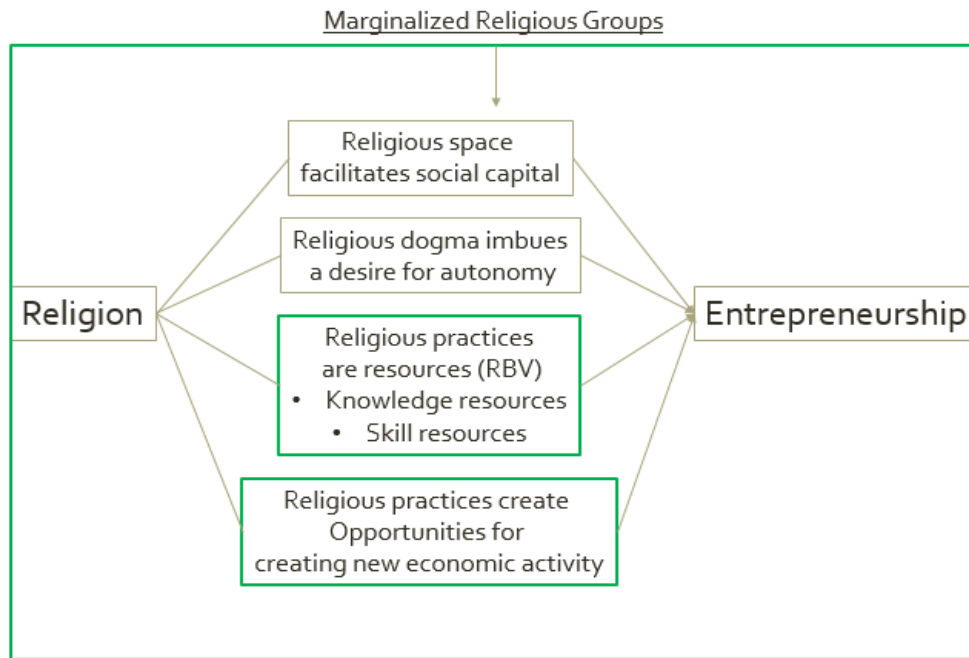 Marginalized Religious Groups
Religious space
facilitates social capital
Religious dogma imbues
a desire for autonomy
Religion
Entrepreneurship
Religious practices
are resources (RBV)
• Knowledge resources
• Skill resources
Religious practices create
Opportunities for
creating new economic activity